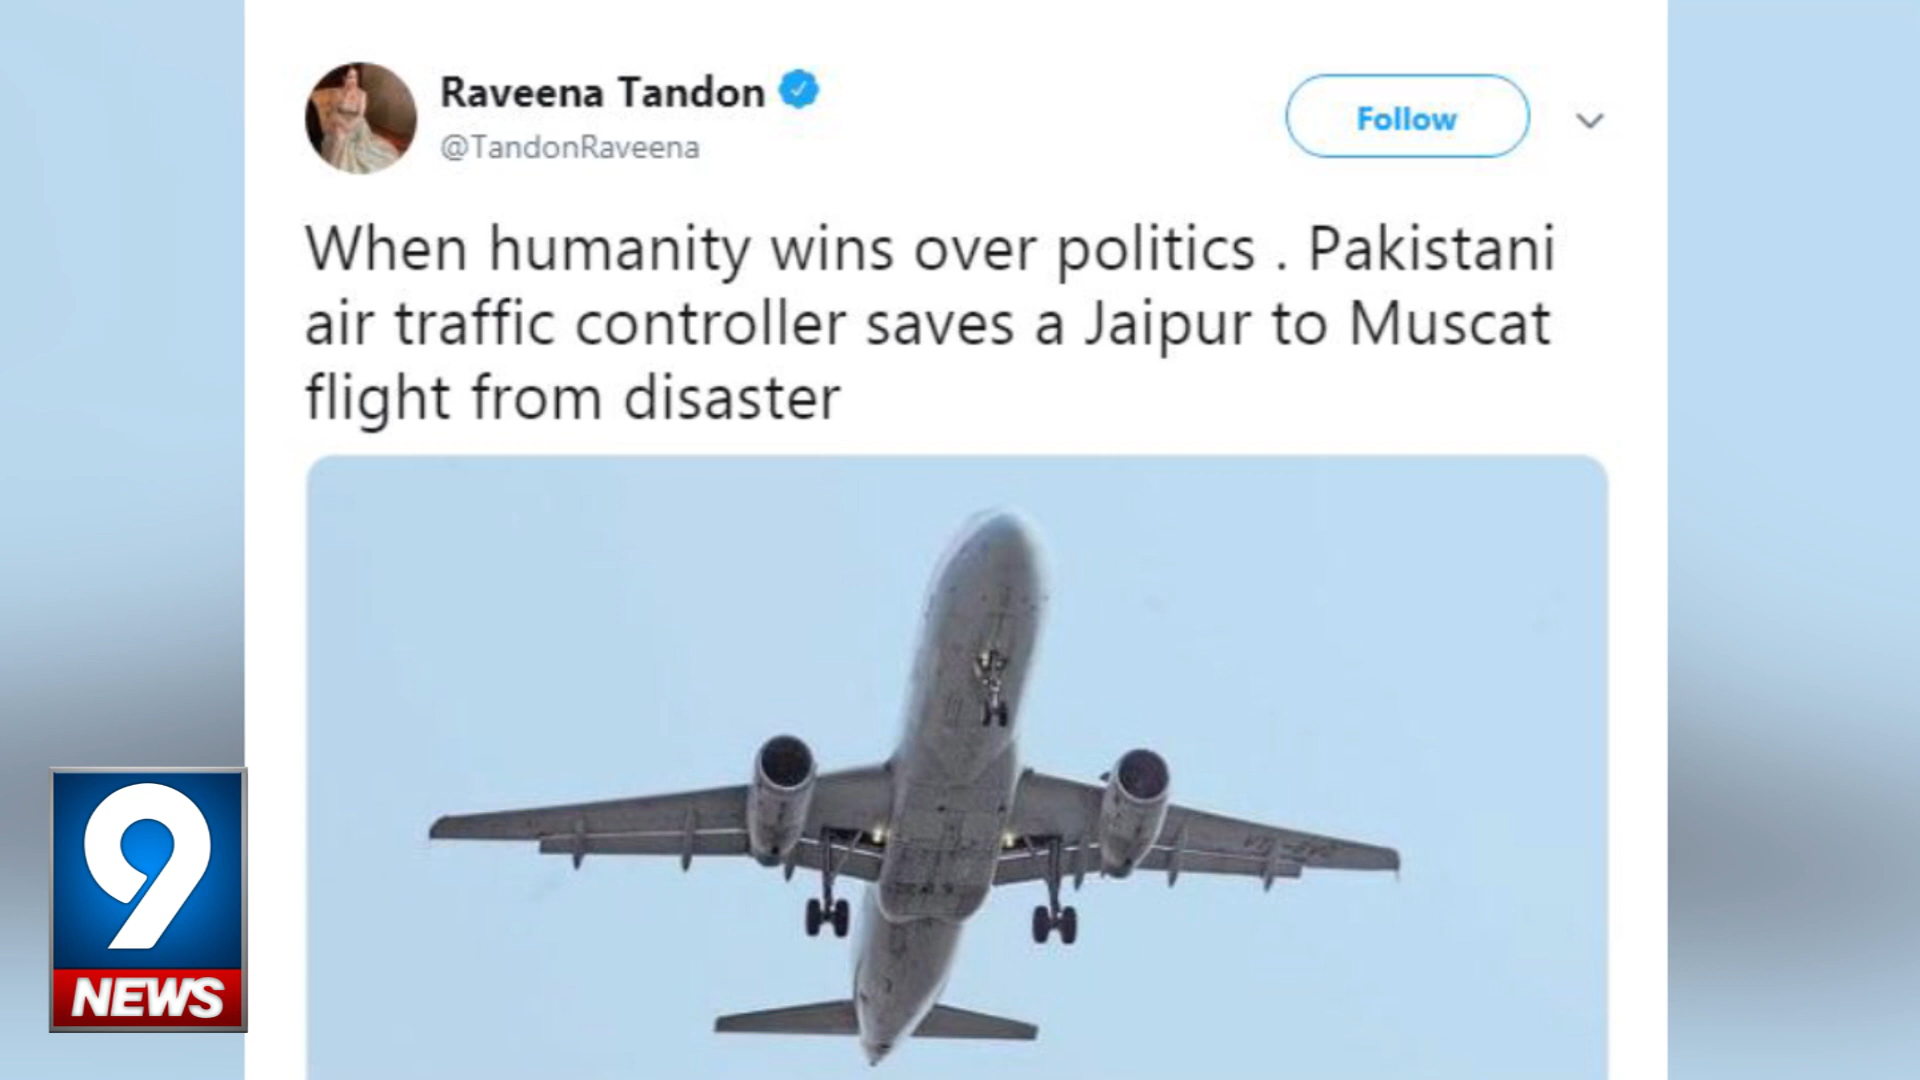 Raveena Tandon
@TandonRaveena
Follow
When humanity wins over politics . Pakistani
air traffic controller saves a Jaipur to Muscat
flight from disaster
9
NEWS